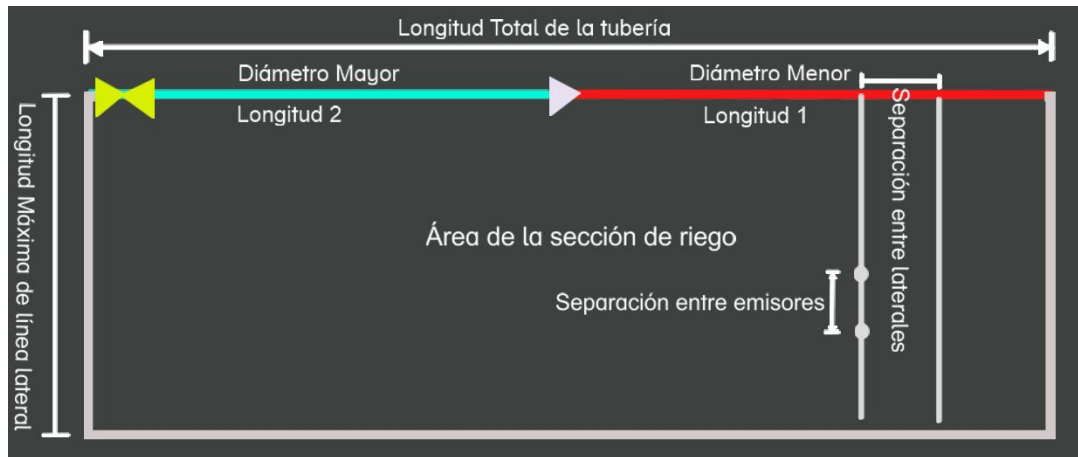 Longitud Total de la tubería
Diámetro Mayor
Diámetro Menor
Longitud 2
Longitud 1
Longitud Máxima de línea lateral
Separación entre laterales
Área de la sección de riego
Separación entre emisores